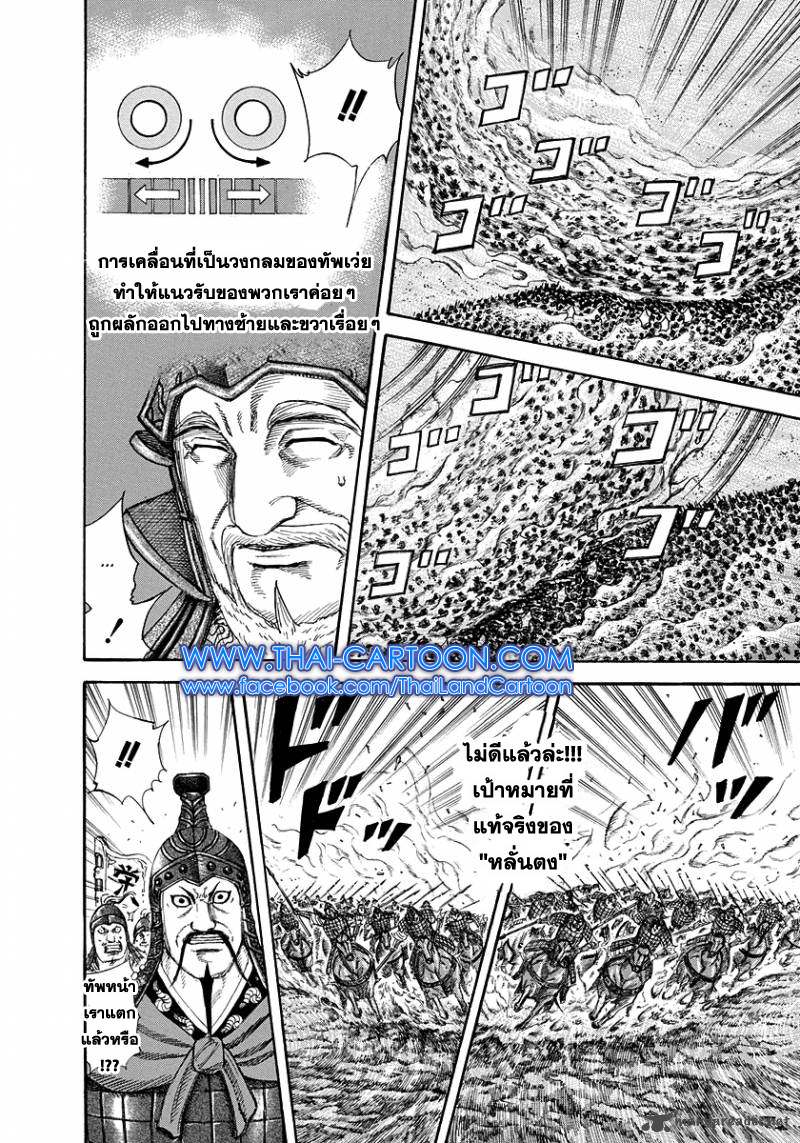 ゴゴゴ
ゴゴ
!!
การเคลื่อนที่เป็นวงกลมของทัพเว่ย
ทำให้แนวรับของพวกเราค่อยๆ
ถูกผลักออกไปทางซ้ายและขวาเรื่อยๆ
ゴゴゴ
ゴゴ
!
WWW.THAI-CARTOON.COM
www.facebook.com/ThaiLandCartoon
ドド
ไม่ดีแล้วล่ะ!!!
เป้าหมายที่
แท้จริงของ
"หลั่นตง"
バ
!!
ทัพหน้า
เราแตก
แล้วหรือ
!??
mangareader.net